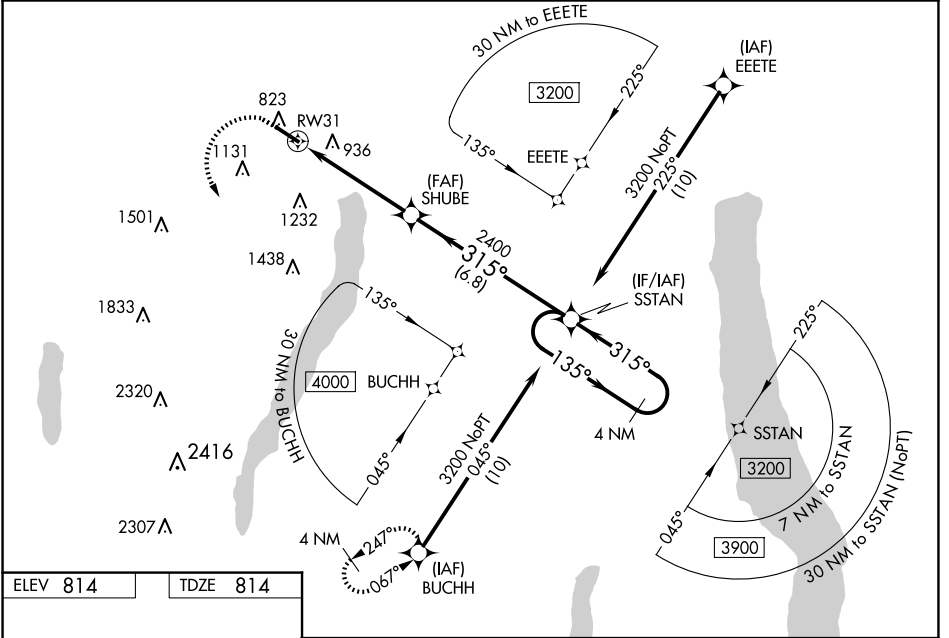 30 NM to EEETE
3200
225°
135°
EEETE
(IAF)
EEETE
3200 NoPT
225°
(10)
823
RW31
936
1131
1232
1501
1438
1833
2320
2416
2307
(FAF)
SHUBE
2400
315°
(6.8)
(IF/IAF)
SSTAN
315°
135°
4 NM
135°
30 NM to BUCHH
4000
BUCHH
045°
3200 NoPT
045°
(10)
4 NM
247°
067°
(IAF)
BUCHH
225°
SSTAN
3200
7 NM to SSTAN
045°
3900
30 NM to SSTAN (NoPT)
ELEV 814
TDZE 814